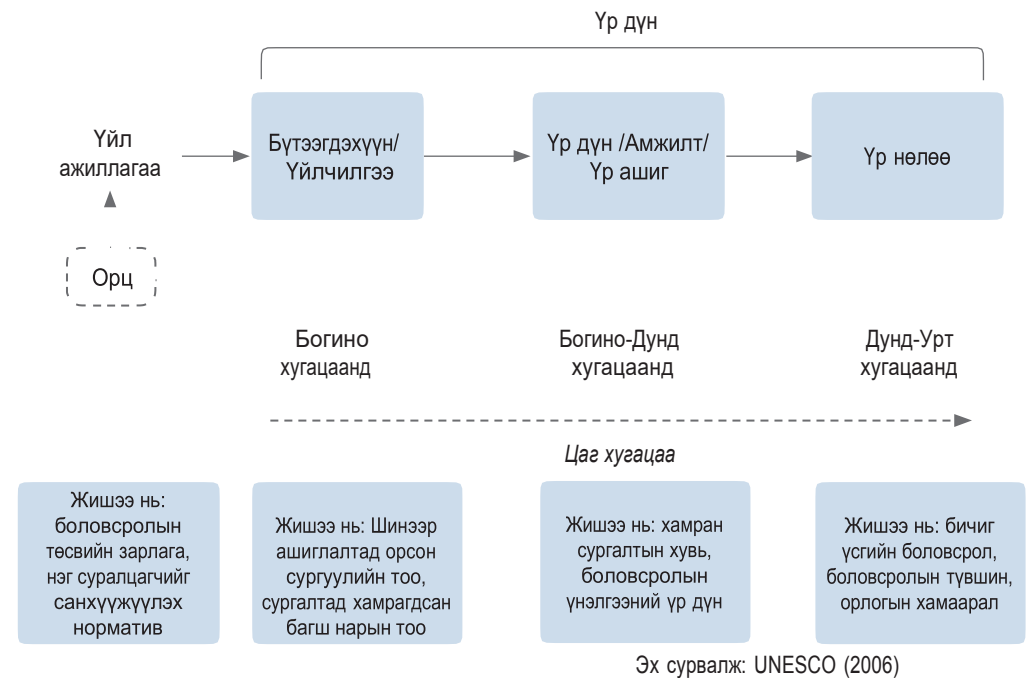 Үр дүн
Үйл
ажиллагаа
Бүтээгдэхүүн/
Үйлчилгээ
Үр дүн /Амжилт/
Үр ашиг
Үр нөлөө
Орц
Богино
хугацаанд
Богино-Дунд
хугацаанд
Дунд-Урт
хугацаанд
Цаг хугацаа
Жишээ нь:
боловсролын
төсвийн зарлага,
нэг суралцагчийг
санхүүжүүлэх
норматив
Жишээ нь: Шинээр
ашиглалтад орсон
сургуулийн тоо,
сургалтад хамрагдсан
багш нарын тоо
Жишээ нь: хамран
сургалтын хувь,
боловсролын
үнэлгээний үр дүн
Жишээ нь: бичиг
үсгийн боловсрол,
боловсролын түвшин,
орлогын хамаарал
Эх сурвалж: UNESCO (2006)